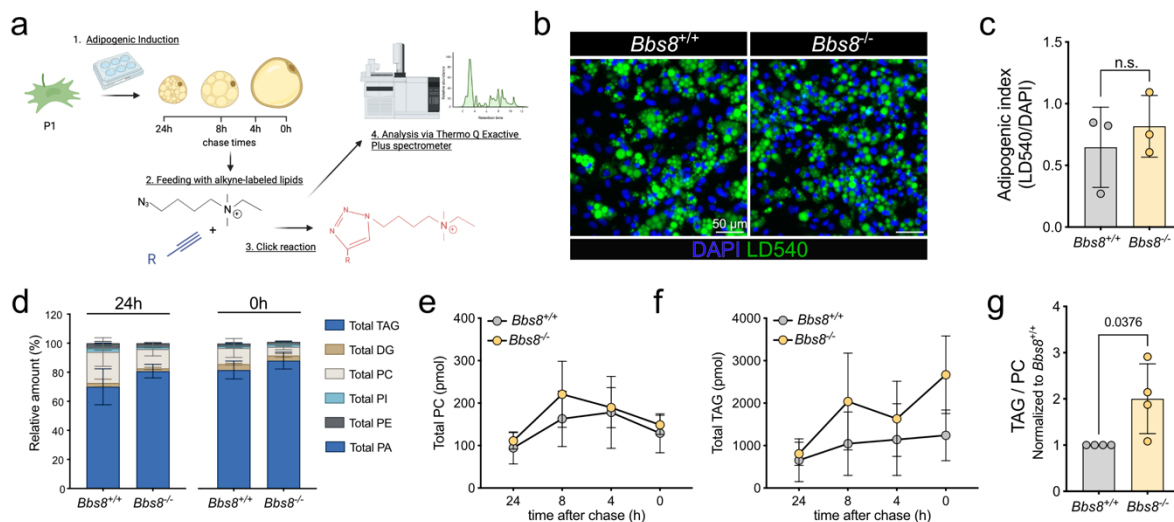 a
1. Adipogenic Induction
P1
24h
8h
4h
0h
chase times
2. Feeding with alkyne-labeled lipids
N3
N
+
R
3. Click reaction
N
N
N
N
R
4. Analysis via Thermo Q Exactive
Plus spectrometer
Retention time
b
Bbs8+/+
Bbs8-/-
50 µm
DAPI LD540
c
Adipogenic index
(LD540/DAPI)
1.5
1.0
0.5
0.0
n.s.
Bbs8+/+
Bbs8-/-
d
24h
0h
Relative amount (%)
120
100
80
60
40
20
0
Bbs8+/+
Bbs8-/-
Bbs8+/+
Bbs8-/-
Total TAG
Total DG
Total PC
Total PI
Total PE
Total PA
e
Bbs8+/+
Bbs8-/-
Total PC (pmol)
400
300
200
100
0
24
8
4
0
time after chase (h)
f
Bbs8+/+
Bbs8-/-
Total TAG (pmol)
4000
3000
2000
1000
0
24
8
4
0
time after chase (h)
g
TAG / PC
Normalized to Bbs8+/+
4
3
2
1
0
0.0376
Bbs8+/+
Bbs8-/-